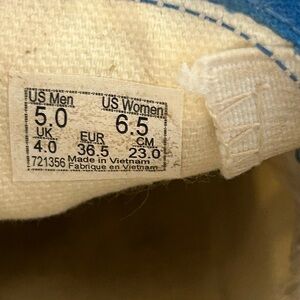 US Men US Women
5.0 6.5
UK EUR CM
4.0 36.5 23.0
721356 Made in Vietnam
Fabrique en Vietnam